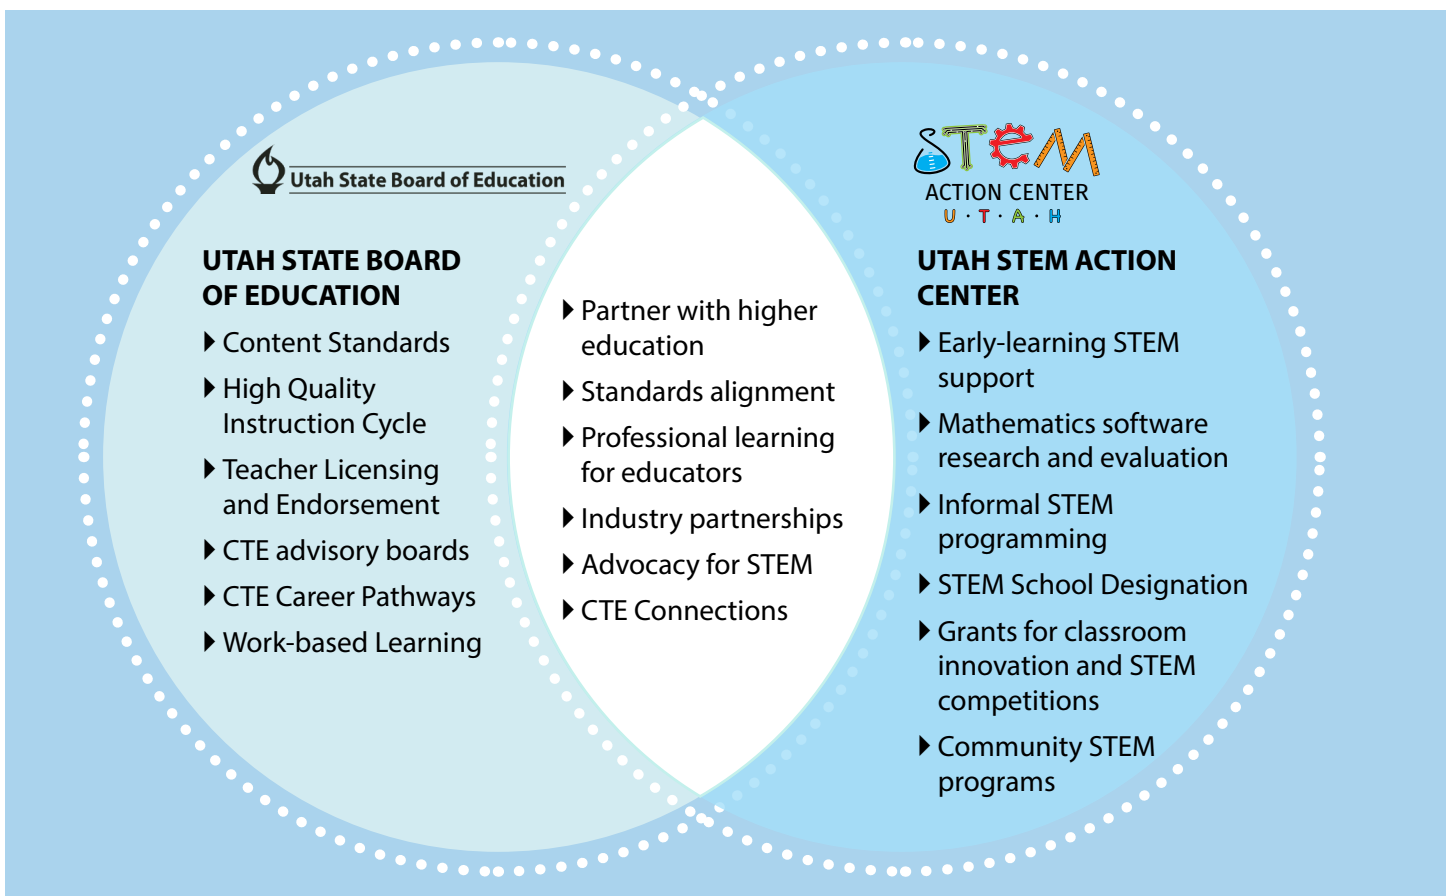 Utah State Board of Education
UTAH STATE BOARD
OF EDUCATION
Content Standards
High Quality
Instruction Cycle
Teacher Licensing
and Endorsement
CTE advisory boards
CTE Career Pathways
Work-based Learning
Partner with higher
education
Standards alignment
Professional learning
for educators
Industry partnerships
Advocacy for STEM
CTE Connections
STEM
ACTION CENTER
U · T · A · H
UTAH STEM ACTION
CENTER
Early-learning STEM
support
Mathematics software
research and evaluation
Informal STEM
programming
STEM School Designation
Grants for classroom
innovation and STEM
competitions
Community STEM
programs